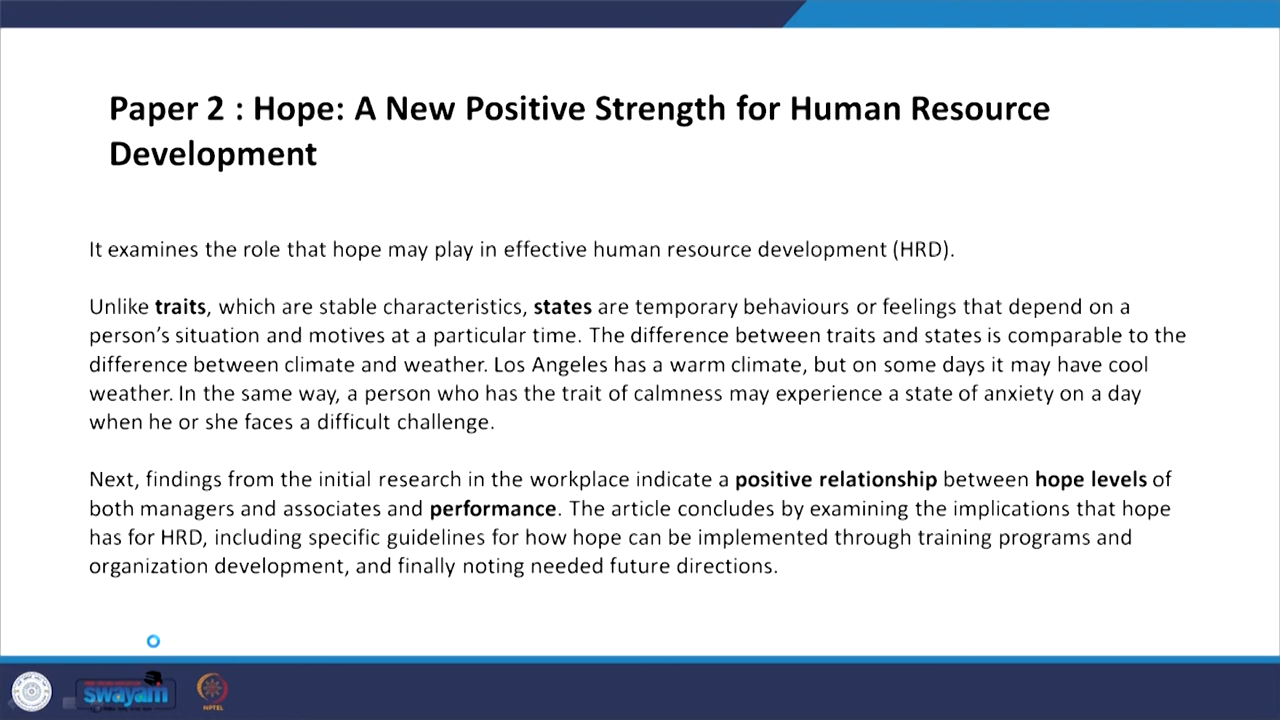 Paper 2 : Hope: A New Positive Strength for Human Resource
Development
It examines the role that hope may play in effective human resource development (HRD).
Unlike traits, which are stable characteristics, states are temporary behaviours or feelings that depend on a
person's situation and motives at a particular time. The difference between traits and states is comparable to the
difference between climate and weather. Los Angeles has a warm climate, but on some days it may have cool
weather. In the same way, a person who has the trait of calmness may experience a state of anxiety on a day
when he or she faces a difficult challenge.
Next, findings from the initial research in the workplace indicate a positive relationship between hope levels of
both managers and associates and performance. The article concludes by examining the implications that hope
has for HRD, including specific guidelines for how hope can be implemented through training programs and
organization development, and finally noting needed future directions.
swayam
NPTEL